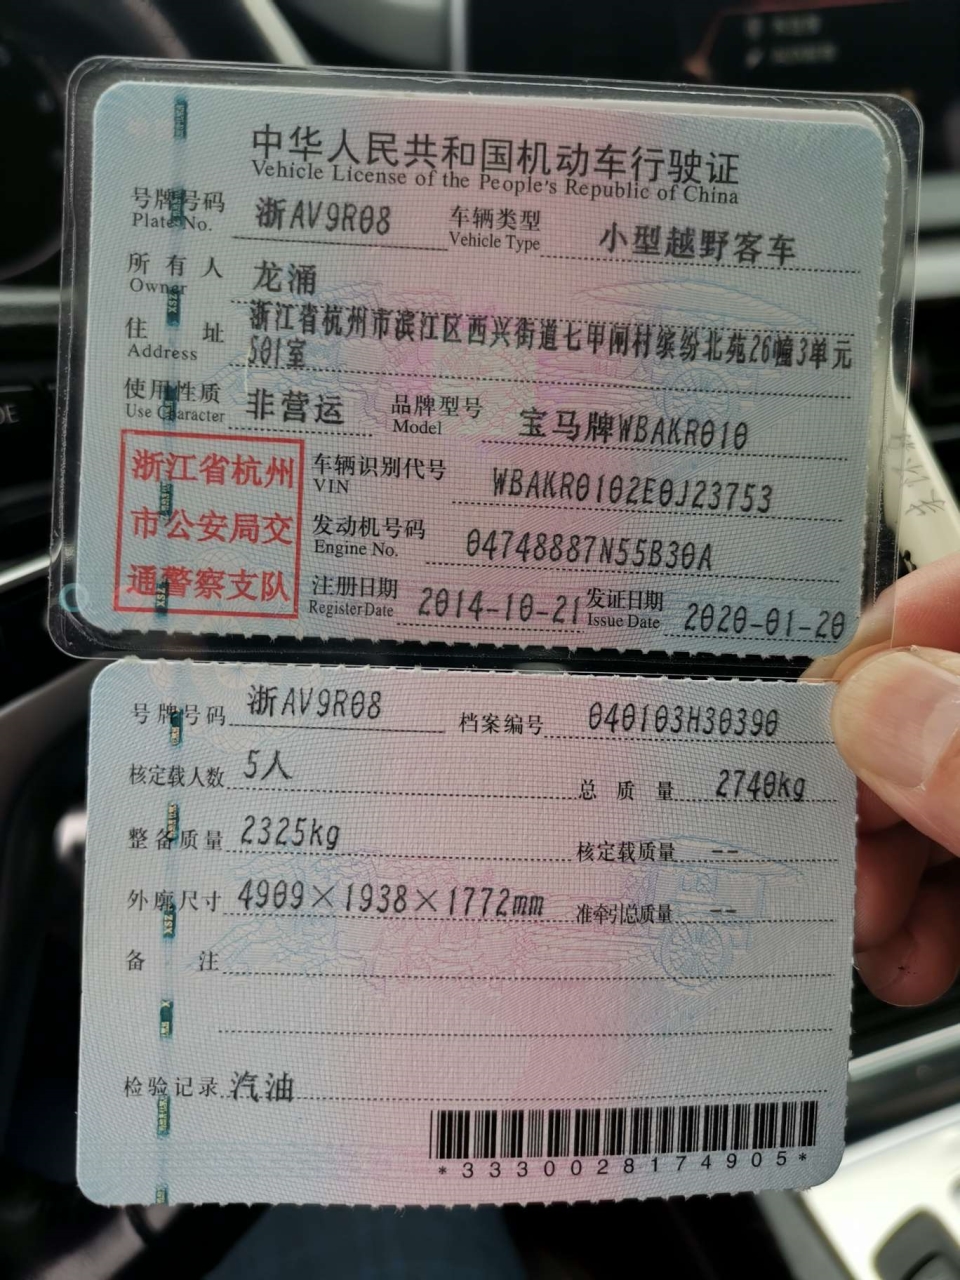 中华人民共和国机动车行驶证
Vehicle License of the People's Republic of China
号牌号码 浙AV9R08 车辆类型 小型越野客车
Plate No. Vehicle Type
所有人 龙涌
Owner
住址 浙江省杭州市滨江区西兴街道七甲闸村缤纷北苑26幢3单元
Address 501室
使用性质 非营运 品牌型号 宝马牌WBAKR010
Use Character Model
浙江省杭州 车辆识别代号 WBAKR0102E0J23753
VIN
市公安局交 发动机号码 04748887N55B30A
Engine No.
通警察支队 注册日期 2014-10-21 发证日期 2020-01-20
Register Date Issue Date
号牌号码 浙AV9R08 档案编号 040103H30390
核定载人数 5人 总质量 2740kg
整备质量 2325kg 核定载质量 --
外廓尺寸 4909×1938×1772mm 准牵引总质量 --
备注
检验记录 汽油
*3330028174905*